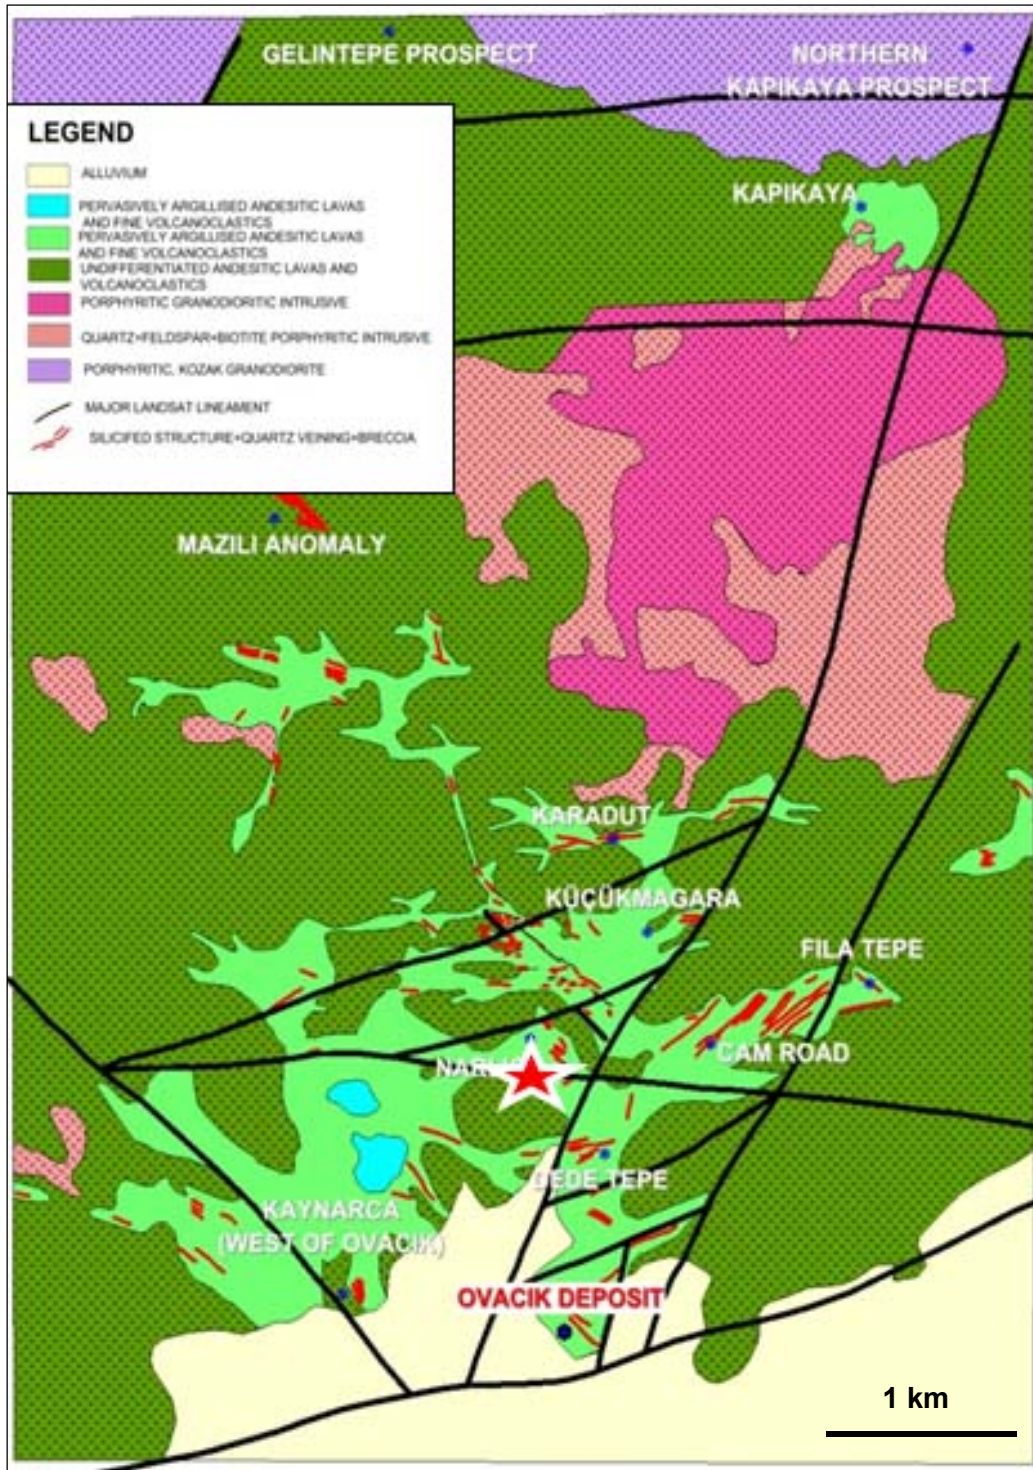 GELINTEPE PROSPECT
NORTHERN
KAPIKAYA PROSPECT
LEGEND
ALLUVIUM
PERVASIVELY ARGILLISED ANDESITIC LAVAS
AND FINE VOLCANOCLASTICS
PERVASIVELY ARGILLISED ANDESITIC LAVAS
AND FINE VOLCANOCLASTICS
UNDIFFERENTIATED ANDESITIC LAVAS AND
VOLCANOCLASTICS
PORPHYRITIC GRANODIORITIC INTRUSIVE
QUARTZ+FELDSPAR+BIOTITE PORPHYRITIC INTRUSIVE
PORPHYRITIC, KOZAK GRANODIORITE
MAJOR LANDSAT LINEAMENT
SILICIFED STRUCTURE+QUARTZ VEINING+BRECCIA
KAPIKAYA
MAZILI ANOMALY
KARADUT
KÜÇÜKMAGARA
FILA TEPE
CAM ROAD
DEDE TEPE
KAYNARCA
(WEST OF OVACIK)
OVACIK DEPOSIT
1 km